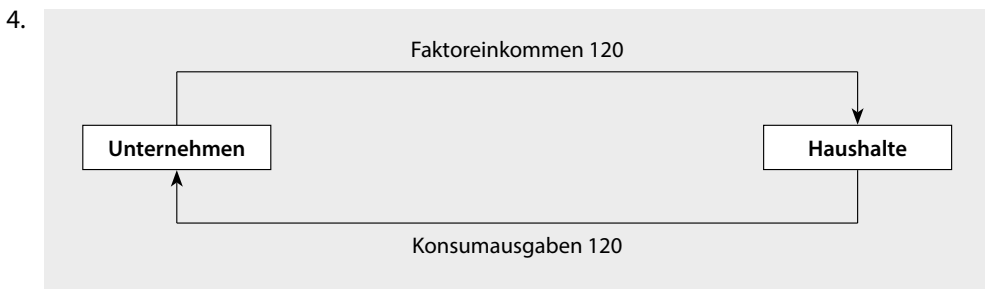 4.
Faktoreinkommen 120
Unternehmen
Haushalte
Konsumausgaben 120